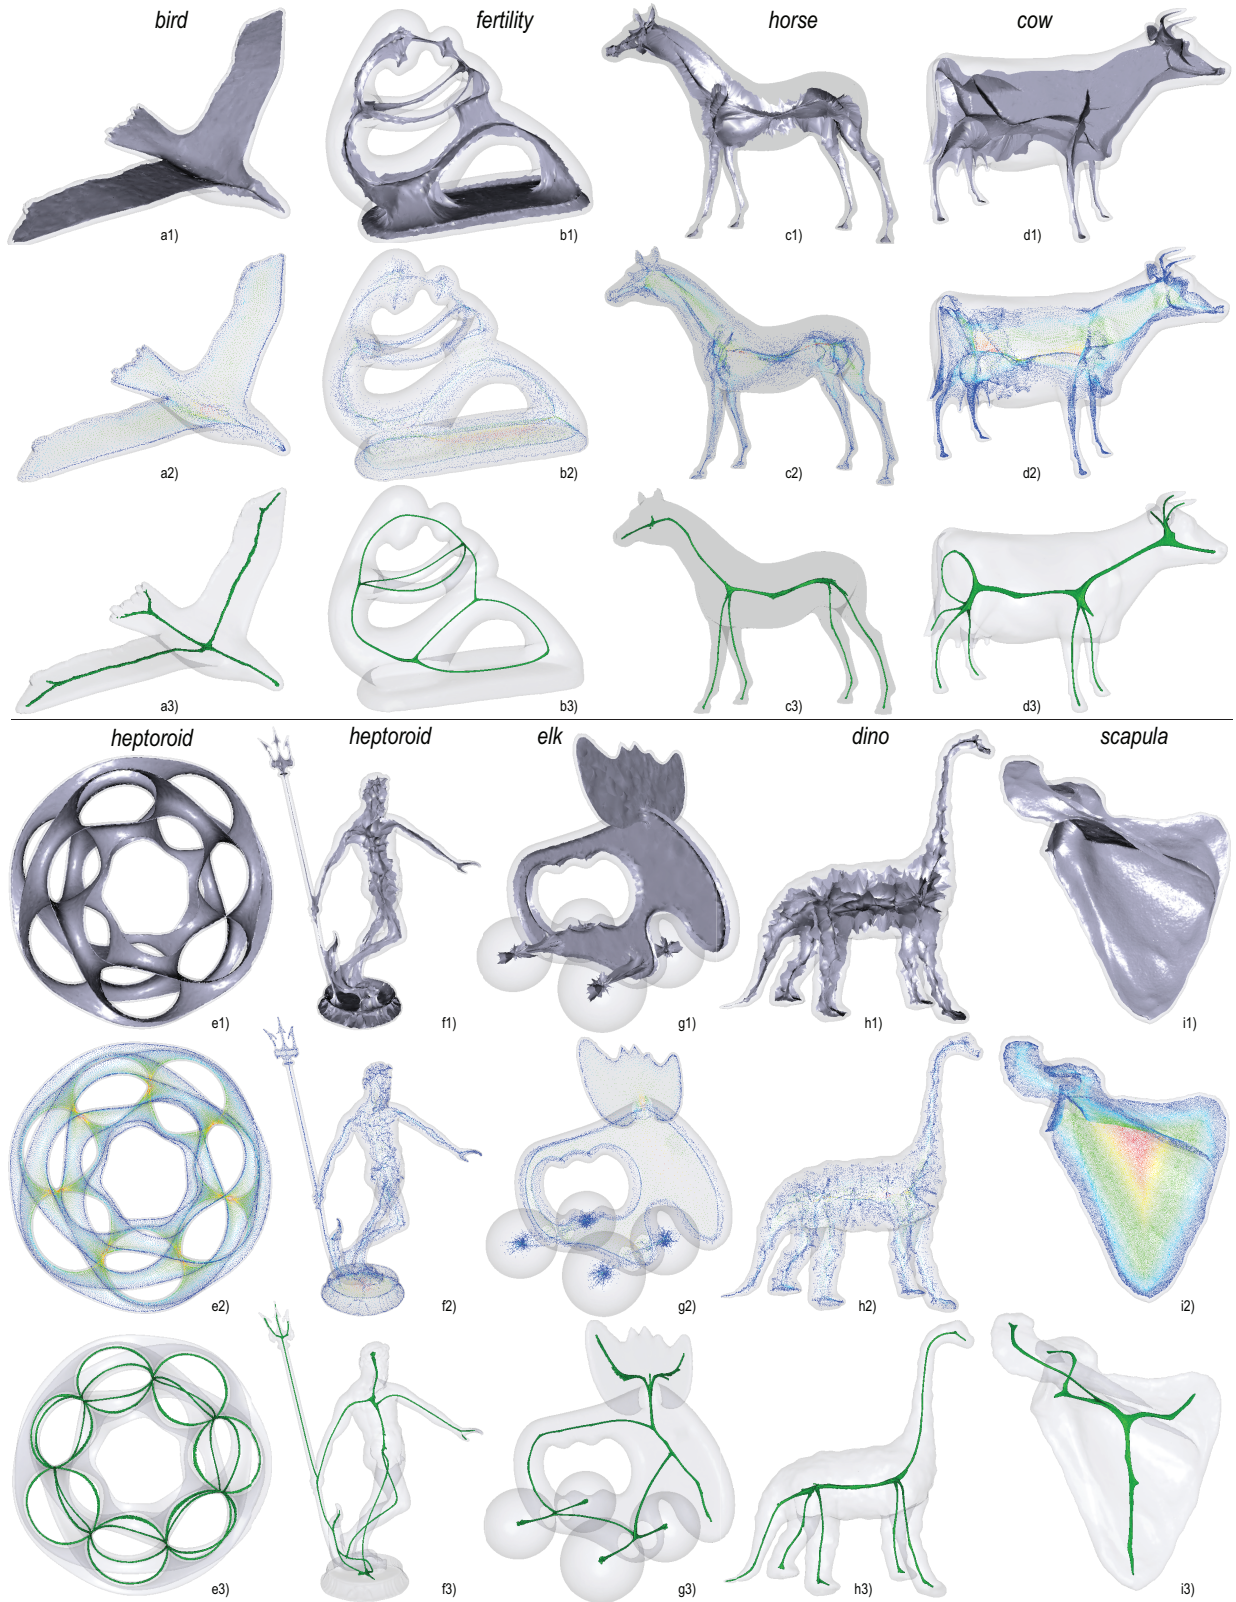 bird fertility horse cow
a1) b1) c1) d1)
a2) b2) c2) d2)
a3) b3) c3) d3)
heptoroid heptoroid elk dino scapula
e1) f1) g1) h1) i1)
e2) f2) g2) h2) i2)
e3) f3) g3) h3) i3)